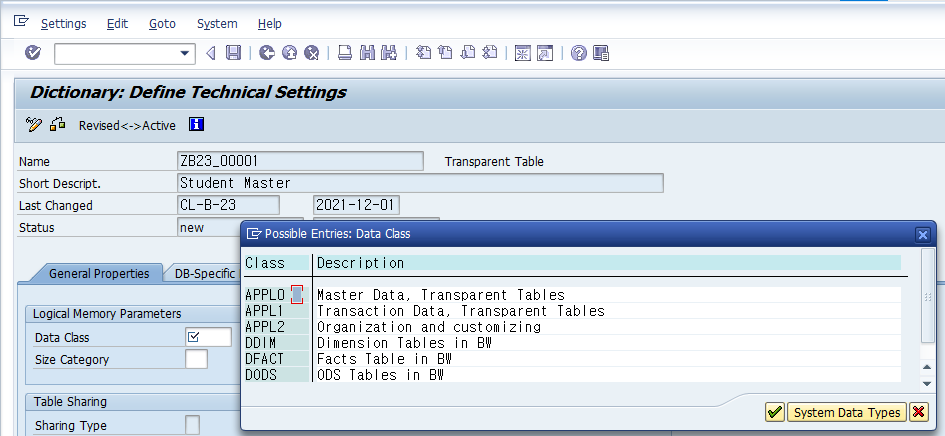 Settings Edit Goto System Help
Dictionary: Define Technical Settings
Revised<->Active
Name ZB23_00001 Transparent Table
Short Descript. Student Master
Last Changed CL-B-23 2021-12-01
Status new
Possible Entries: Data Class
Class Description
APPL0 Master Data, Transparent Tables
APPL1 Transaction Data, Transparent Tables
APPL2 Organization and customizing
DDIM Dimension Tables in BW
DFACT Facts Table in BW
DODS ODS Tables in BW
System Data Types
General Properties DB-Specific
Logical Memory Parameters
Data Class
Size Category
Table Sharing
Sharing Type